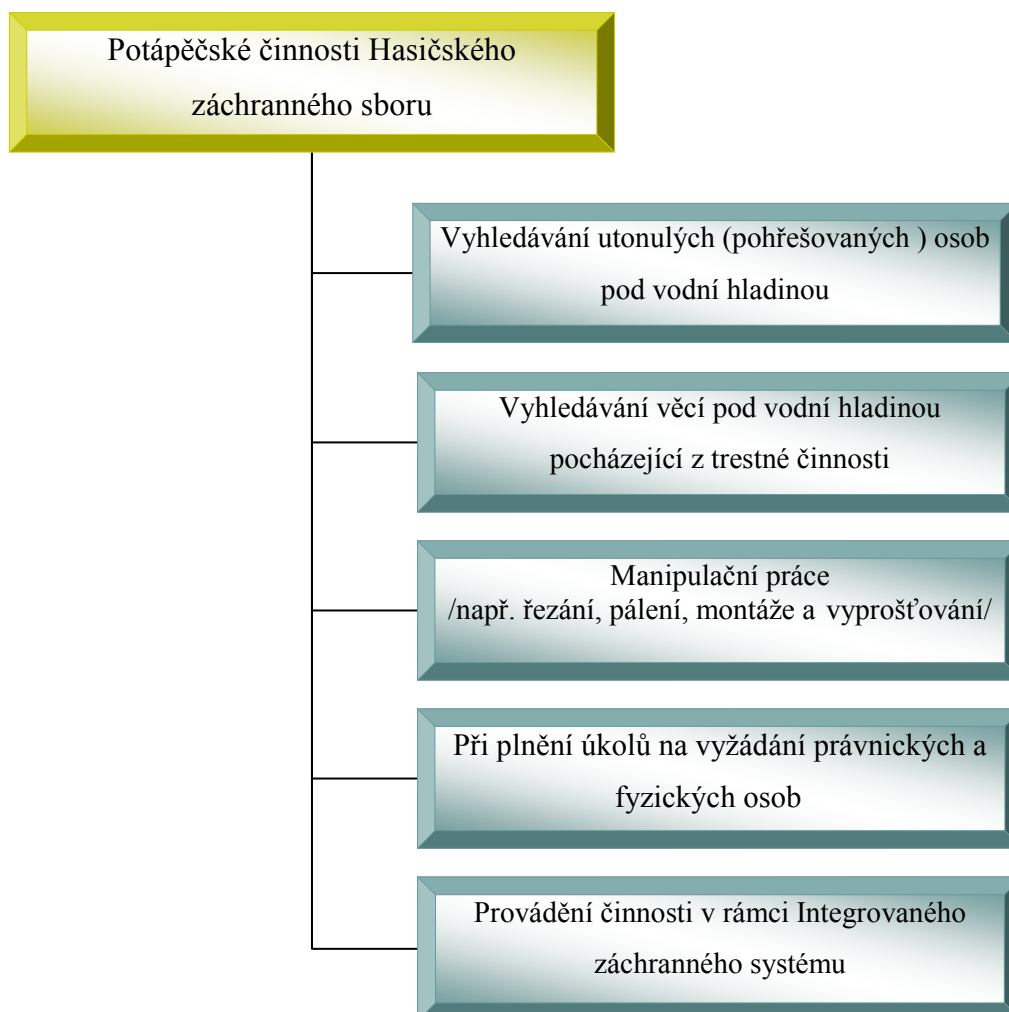 Potápěčské činnosti Hasičského
záchranného sboru
Vyhledávání utonulých (pohřešovaných ) osob
pod vodní hladinou
Vyhledávání věcí pod vodní hladinou
pocházející z trestné činnosti
Manipulační práce
/např. řezání, pálení, montáže a vyprošťování/
Při plnění úkolů na vyžádání právnických a
fyzických osob
Provádění činnosti v rámci Integrovaného
záchranného systému